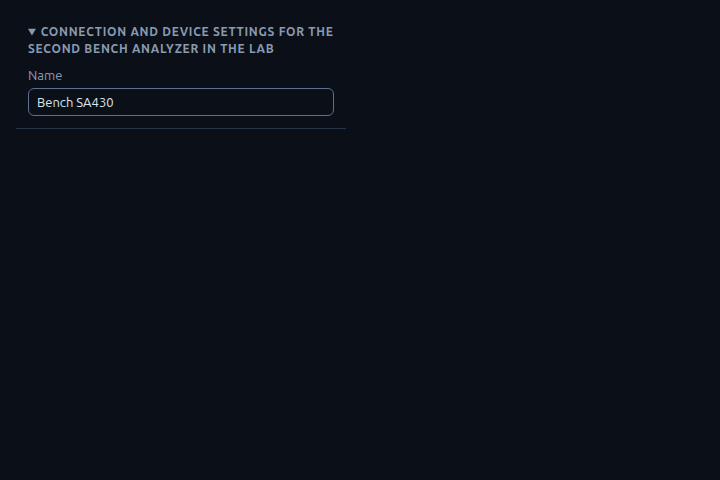 ▼ CONNECTION AND DEVICE SETTINGS FOR THE
SECOND BENCH ANALYZER IN THE LAB
Name
Bench SA430